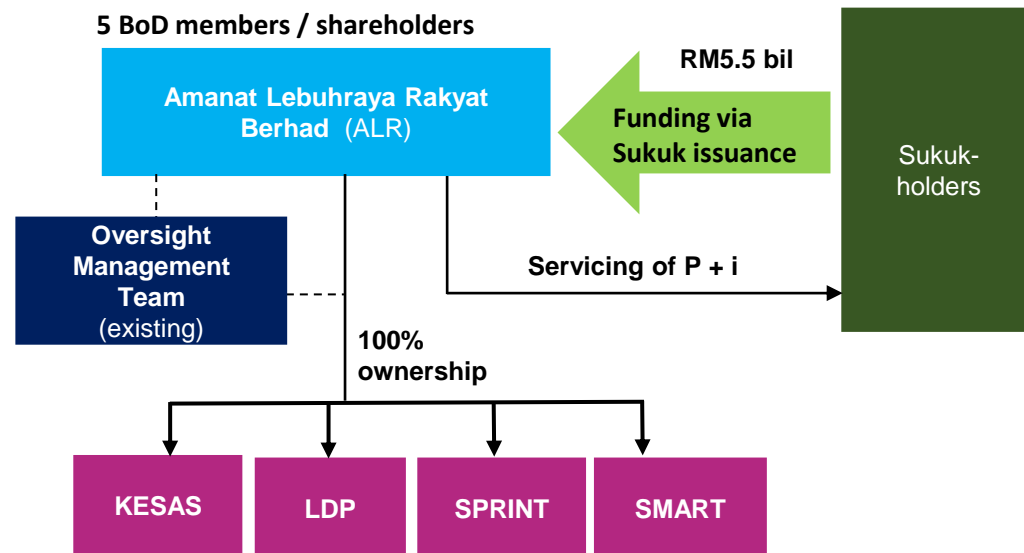 5 BoD members / shareholders
RM5.5 bil
Amanat Lebuhraya Rakyat
Berhad (ALR)
Funding via
Sukuk issuance
Sukuk-
holders
Oversight
Management
Team
(existing)
Servicing of P + i
100%
ownership
KESAS
LDP
SPRINT
SMART